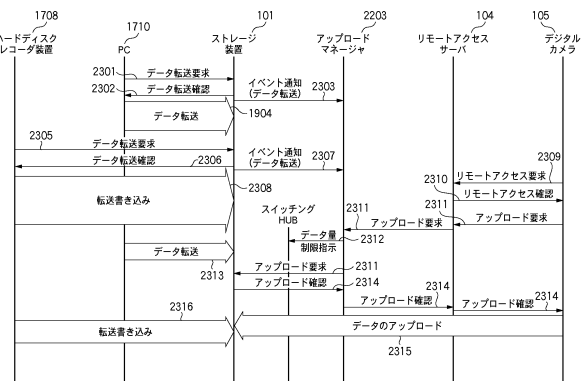 1708
ハードディスク
レコーダ装置
1710
PC
101
ストレージ
装置
2203
アップロード
マネージャ
104
リモートアクセス
サーバ
105
デジタル
カメラ
2301
データ転送要求
2302
データ転送確認
イベント通知
(データ転送)
2303
データ転送
1904
2305
データ転送要求
データ転送確認
2306
イベント通知
(データ転送)
2307
2309
リモートアクセス要求
2310
リモートアクセス確認
転送書き込み
2308
スイッチング
HUB
2311
アップロード要求
2311
アップロード要求
データ量
制限指示
2312
データ転送
2313
アップロード要求
2311
アップロード確認
2314
2314
アップロード確認
アップロード確認
2314
2316
転送書き込み
データのアップロード
2315